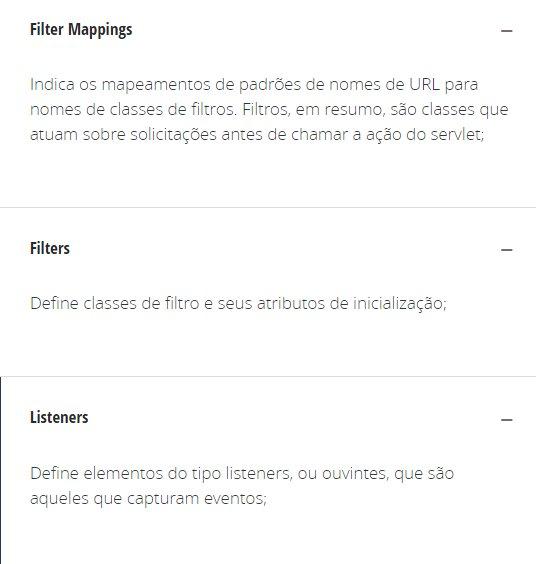 Filter Mappings
Indica os mapeamentos de padrões de nomes de URL para
nomes de classes de filtros. Filtros, em resumo, são classes que
atuam sobre solicitações antes de chamar a ação do servlet;
Filters
Define classes de filtro e seus atributos de inicialização;
Listeners
Define elementos do tipo listeners, ou ouvintes, que são
aqueles que capturam eventos;